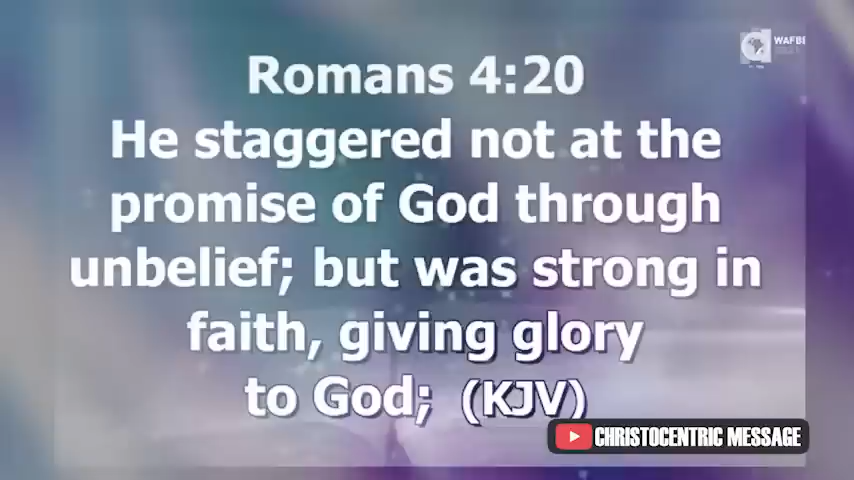 WAFBE
Romans 4:20
He staggered not at the
promise of God through
unbelief; but was strong in
faith, giving glory
to God; (KJV)
CHRISTOCENTRIC MESSAGE